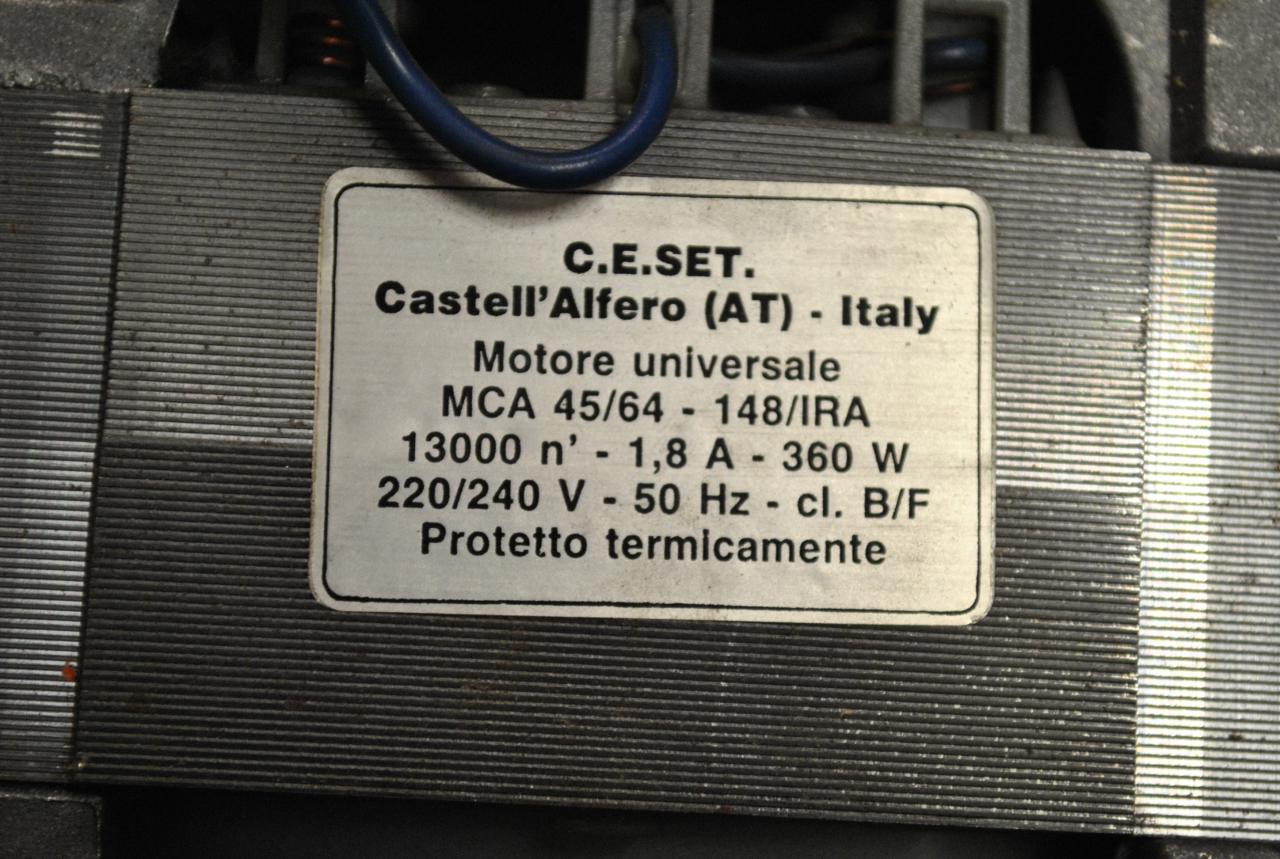 C.E.SET.
Castell'Alfero (AT) - Italy
Motore universale
MCA 45/64 - 148/IRA
13000 n' - 1,8 A - 360 W
220/240 V - 50 Hz - cl. B/F
Protetto termicamente